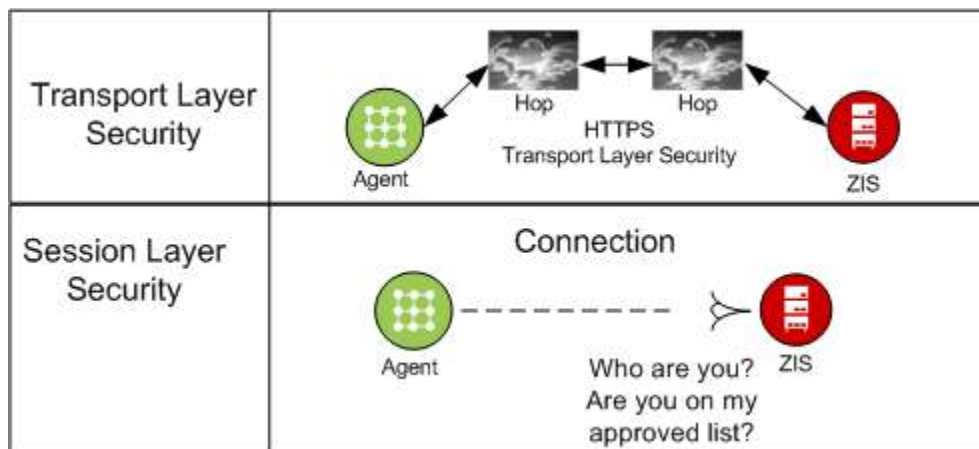 Transport Layer
Security
Hop
Hop
HTTPS
Transport Layer Security
Agent
ZIS
Session Layer
Security
Connection
Agent
ZIS
Who are you?
Are you on my
approved list?